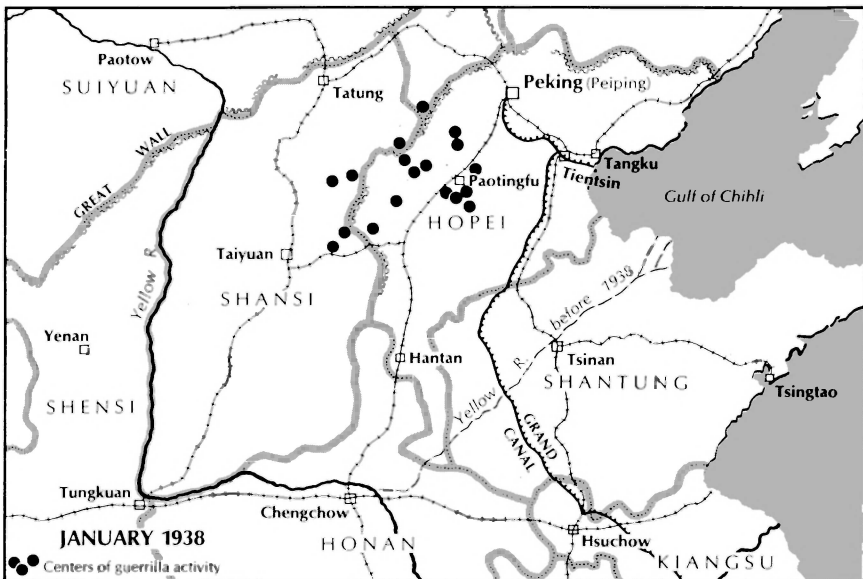 Paotow
SUIYUAN
Tatung
Peking (Peiping)
GREAT WALL
Paotingfu
Tientsin
Tangku
Gulf of Chihli
HOPEI
Yellow R.
Taiyuan
SHANSI
Yellow R. before 1938
Yenan
Hantan
Tsinan
SHANTUNG
Tsingtao
SHENSI
GRAND CANAL
Tungkuan
Chengchow
JANUARY 1938
HONAN
Hsuchow
KIANGSU
Centers of guerrilla activity